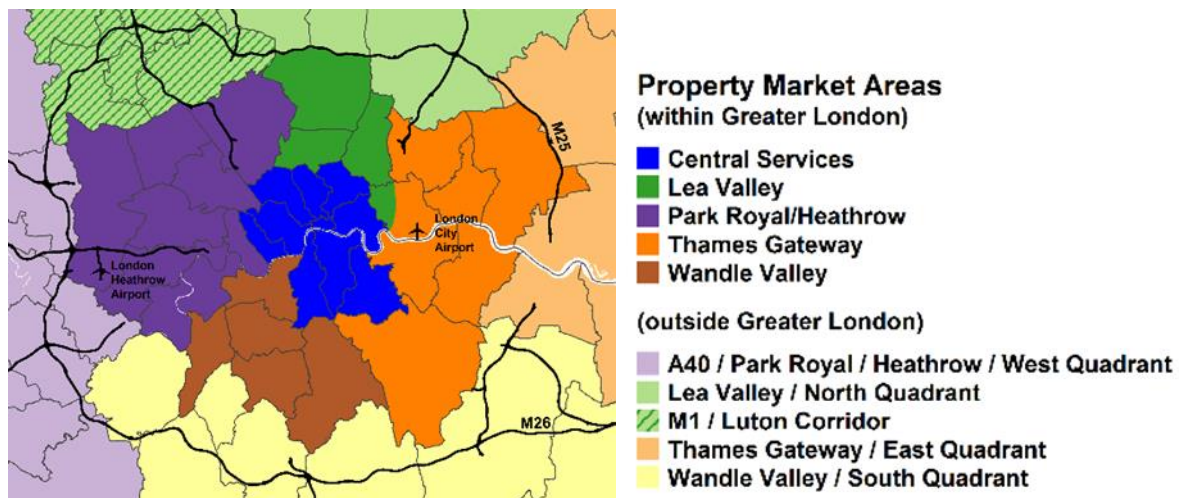 M25
London
City
Airport
London
Heathrow
Airport
M26
Property Market Areas
(within Greater London)
Central Services
Lea Valley
Park Royal/Heathrow
Thames Gateway
Wandle Valley
(outside Greater London)
A40 / Park Royal / Heathrow / West Quadrant
Lea Valley / North Quadrant
M1 / Luton Corridor
Thames Gateway / East Quadrant
Wandle Valley / South Quadrant